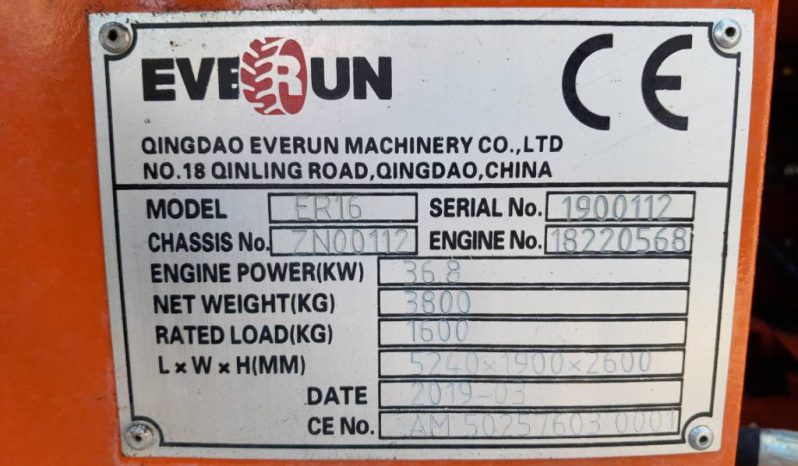 EVERUN CE
QINGDAO EVERUN MACHINERY CO.,LTD
NO.18 QINLING ROAD,QINGDAO,CHINA
MODEL ER16 SERIAL No. 1900112
CHASSIS No. ZN00112 ENGINE No. 18220568
ENGINE POWER(KW) 36.8
NET WEIGHT(KG) 3800
RATED LOAD(KG) 1600
L×W×H(MM) 5240×1900×2600
DATE 2019-03
CE No. AM 50257603 0001